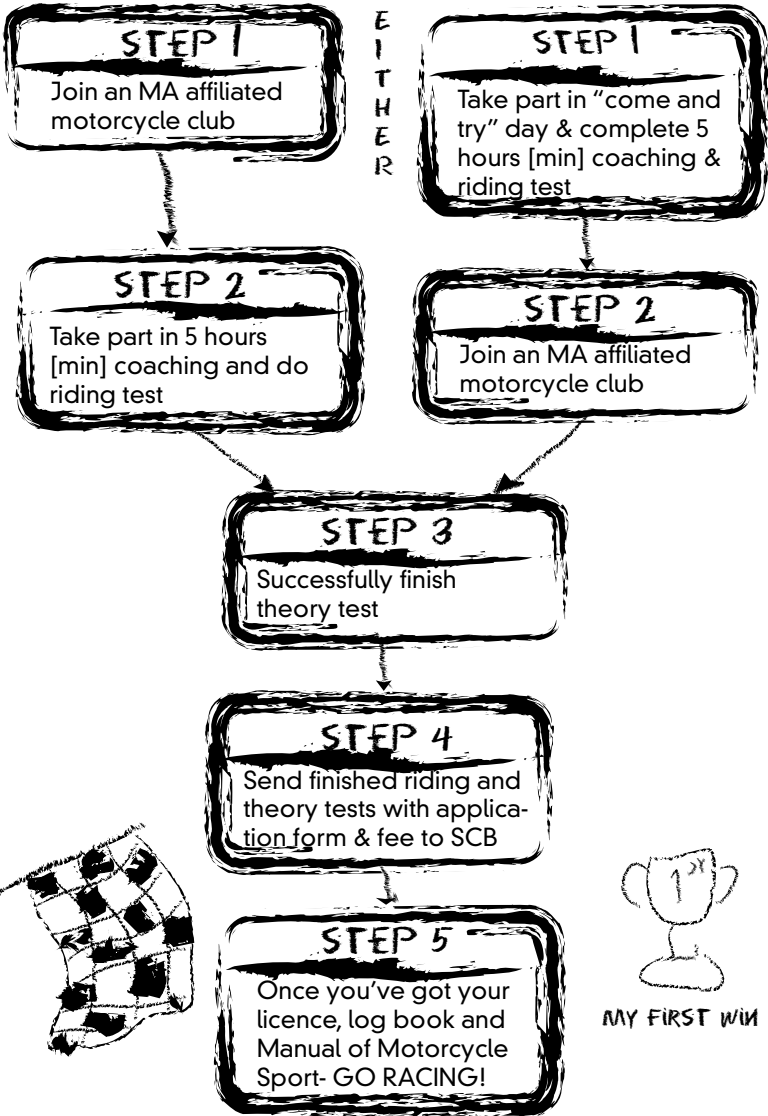 STEP 1
Join an MA affiliated
motorcycle club
EITHER
STEP 1
Take part in “come and
try” day & complete 5
hours [min] coaching &
riding test
STEP 2
Take part in 5 hours
[min] coaching and do
riding test
STEP 2
Join an MA affiliated
motorcycle club
STEP 3
Successfully finish
theory test
STEP 4
Send finished riding and
theory tests with applica-
tion form & fee to SCB
STEP 5
Once you’ve got your
licence, log book and
Manual of Motorcycle
Sport- GO RACING!
MY FIRST WIN